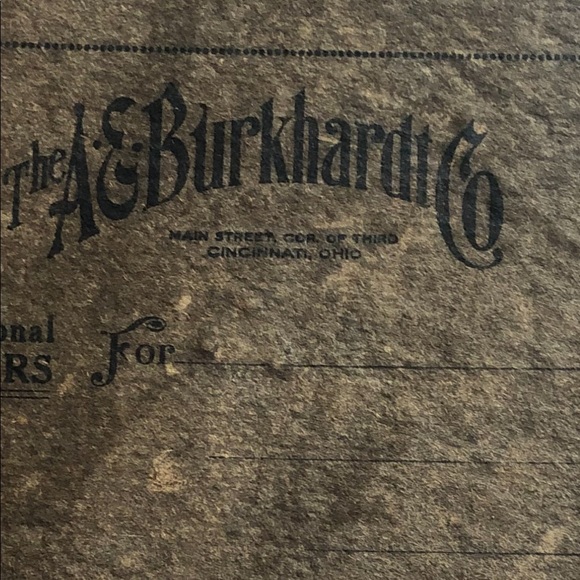 The A.E. Burkhardt Co
MAIN STREET, COR. OF THIRD
CINCINNATI, OHIO
onal
RS
For